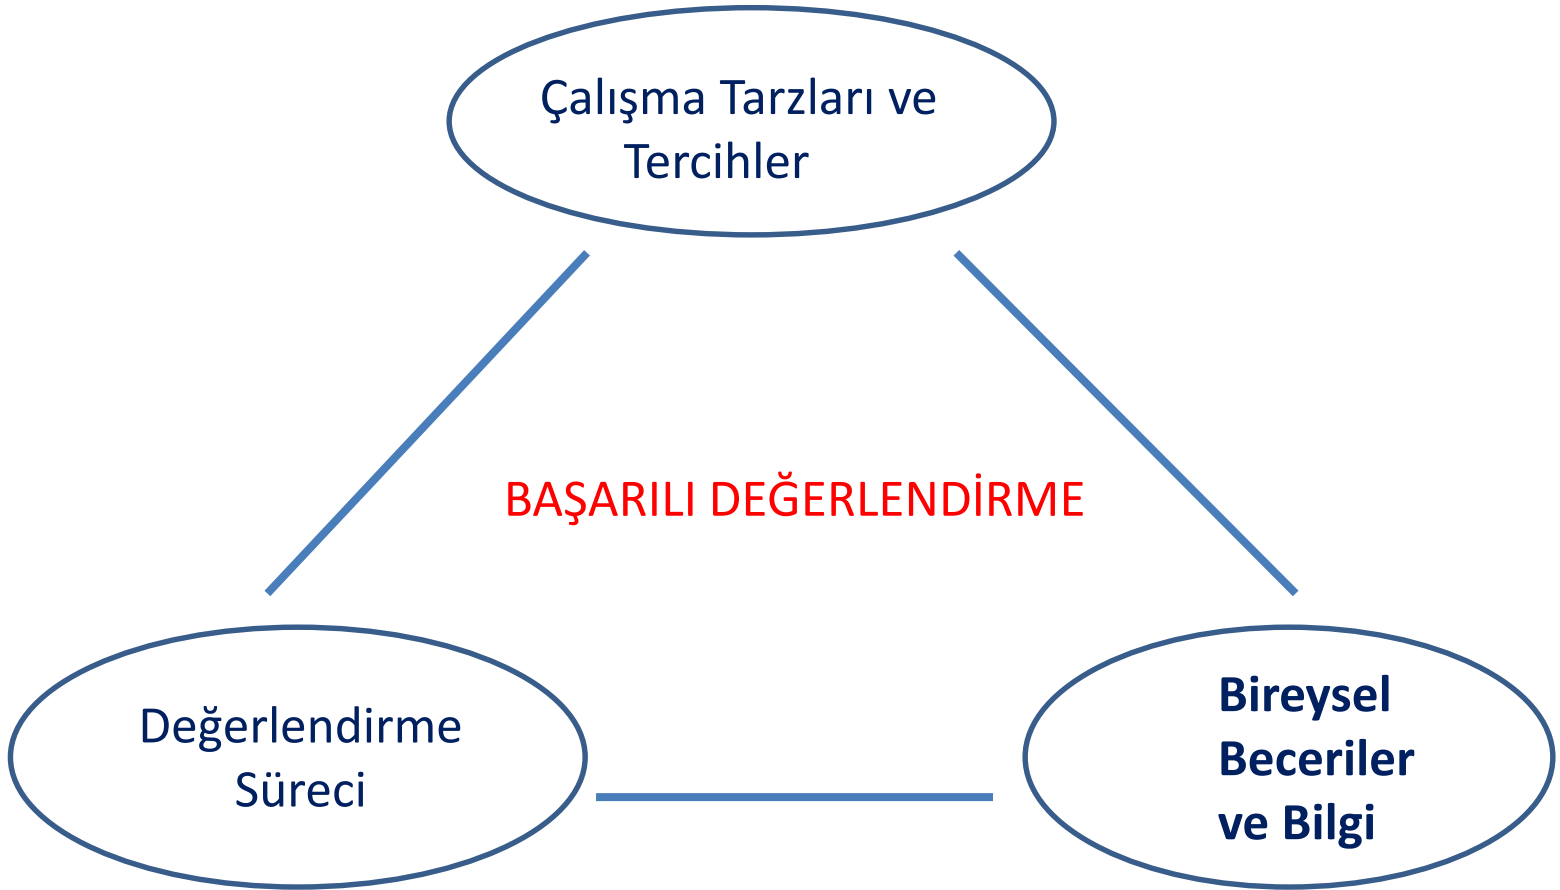 Çalışma Tarzları ve
Tercihler
BAŞARILI DEĞERLENDİRME
Değerlendirme
Süreci
Bireysel
Beceriler
ve Bilgi